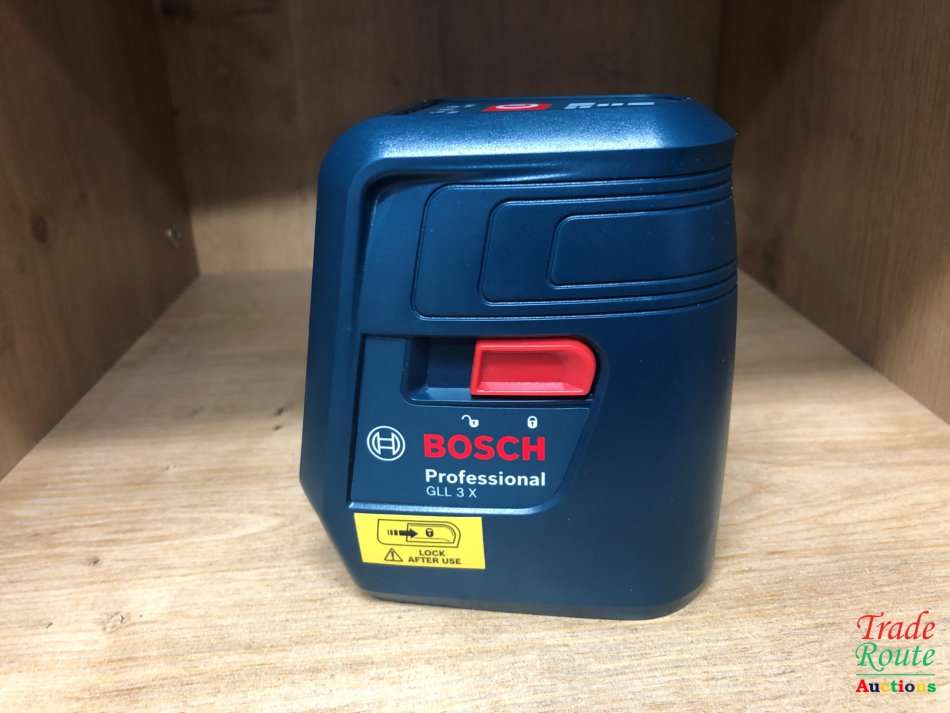 BOSCH
Professional
GLL 3 X
LOCK
AFTER USE
Trade
Route
Auctions